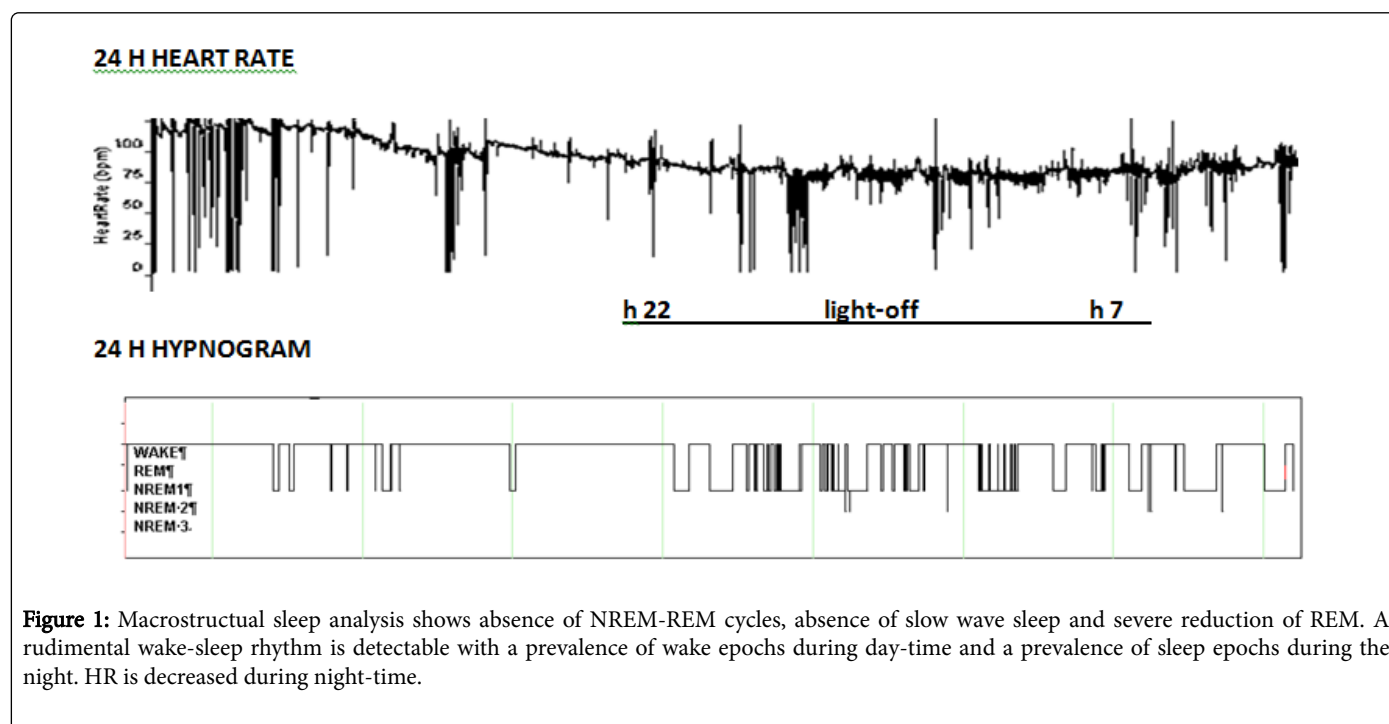 24 H HEART RATE
HeartRate (bpm)
100
75
50
25
0
h 22 light-off h 7
24 H HYPNOGRAM
WAKE¶
REM¶
NREM1¶
NREM·2¶
NREM·3.
Figure 1: Macrostructual sleep analysis shows absence of NREM-REM cycles, absence of slow wave sleep and severe reduction of REM. A
rudimental wake-sleep rhythm is detectable with a prevalence of wake epochs during day-time and a prevalence of sleep epochs during the
night. HR is decreased during night-time.